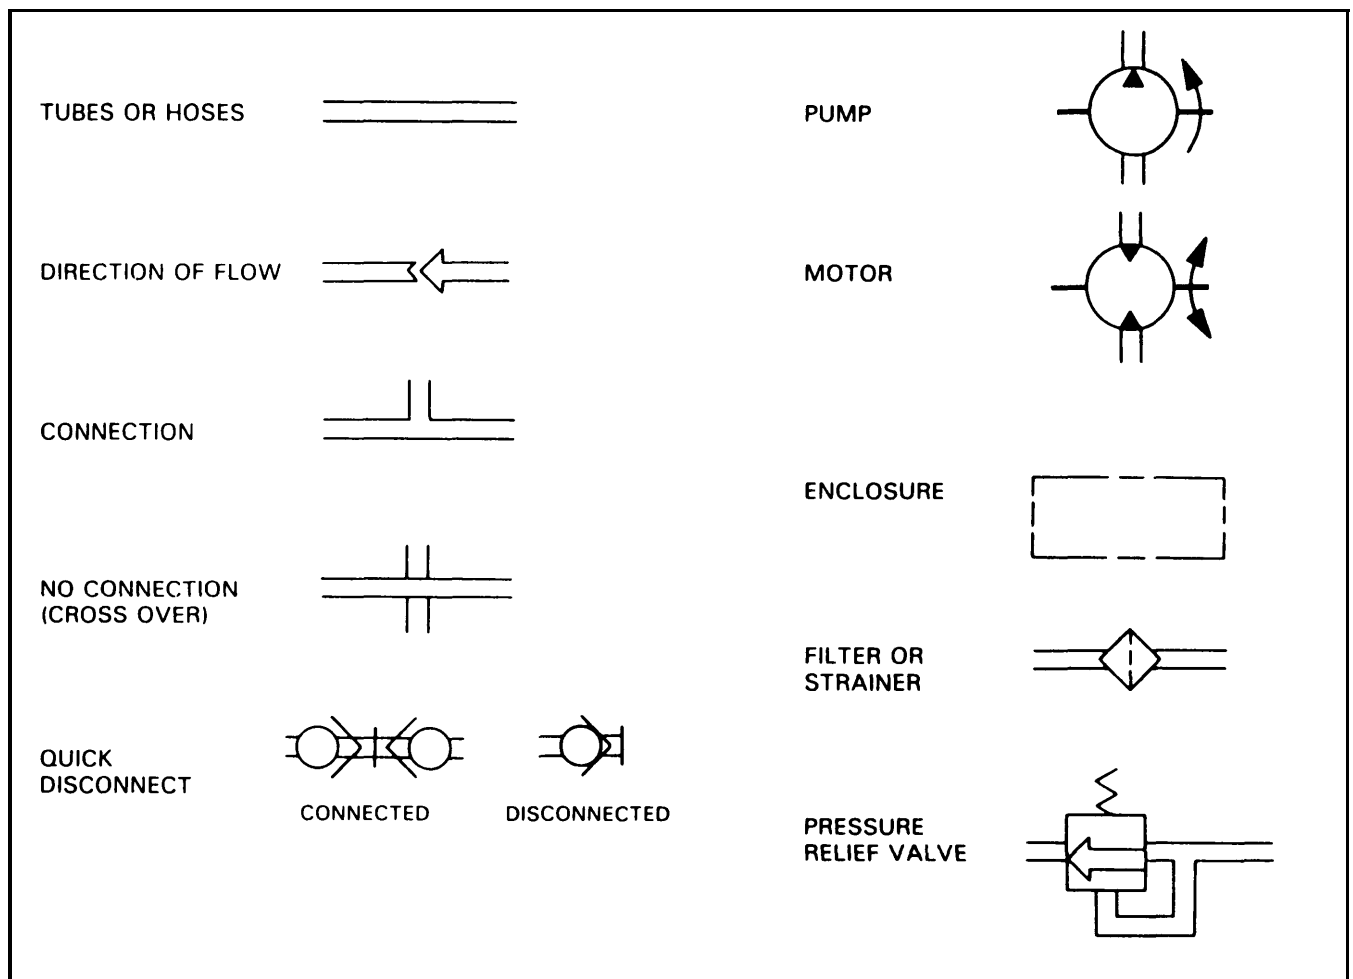 TUBES OR HOSES
DIRECTION OF FLOW
CONNECTION
NO CONNECTION
(CROSS OVER)
QUICK
DISCONNECT
CONNECTED
DISCONNECTED
PUMP
MOTOR
ENCLOSURE
FILTER OR
STRAINER
PRESSURE
RELIEF VALVE